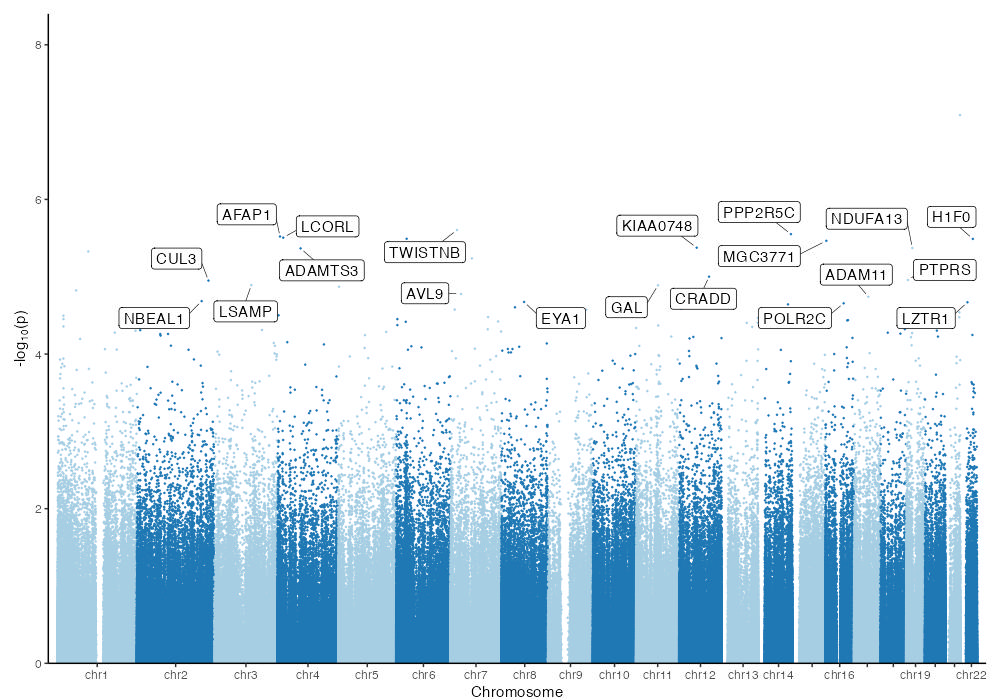 8
6
4
2
0
-log10(p)
AFAP1
LCORL
CUL3
ADAMTS3
NBEAL1
LSAMP
TWISTNB
AVL9
EYA1
KIAA0748
PPP2R5C
NDUFA13
H1F0
MGC3771
ADAM11
PTPRS
GAL
CRADD
POLR2C
LZTR1
chr1 chr2 chr3 chr4 chr5 chr6 chr7 chr8 chr9 chr10 chr11 chr12 chr13 chr14 chr16 chr19 chr22
Chromosome